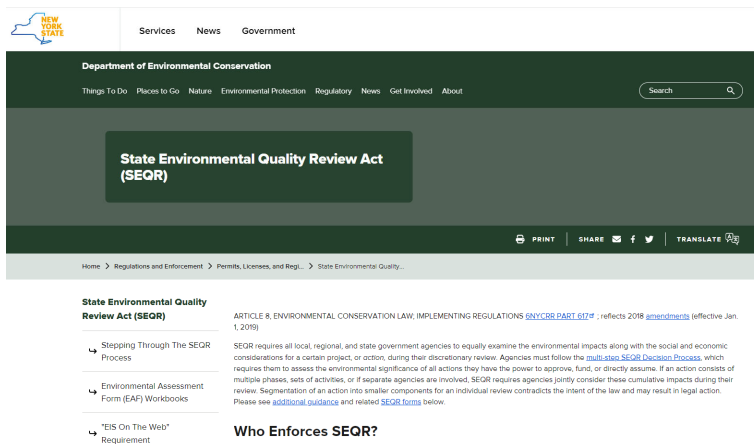 NEW
YORK
STATE
Services News Government
Department of Environmental Conservation
Things To Do Places to Go Nature Environmental Protection Regulatory News Get Involved About
Search
State Environmental Quality Review Act
(SEQR)
PRINT SHARE TRANSLATE
Home > Regulations and Enforcement > Permits, Licenses, and Regi... > State Environmental Quality...
State Environmental Quality
Review Act (SEQR)
Stepping Through The SEQR
Process
Environmental Assessment
Form (EAF) Workbooks
"EIS On The Web"
Requirement
ARTICLE 8, ENVIRONMENTAL CONSERVATION LAW; IMPLEMENTING REGULATIONS 6NYCRR PART 617 ; reflects 2018 amendments (effective Jan.
1, 2019)
SEQR requires all local, regional, and state government agencies to equally examine the environmental impacts along with the social and economic
considerations for a certain project, or action, during their discretionary review. Agencies must follow the multi-step SEQR Decision Process, which
requires them to assess the environmental significance of all actions they have the power to approve, fund, or directly assume. If an action consists of
multiple phases, sets of activities, or if separate agencies are involved, SEQR requires agencies jointly consider these cumulative impacts during their
review. Segmentation of an action into smaller components for an individual review contradicts the intent of the law and may result in legal action.
Please see additional guidance and related SEQR forms below.
Who Enforces SEQR?